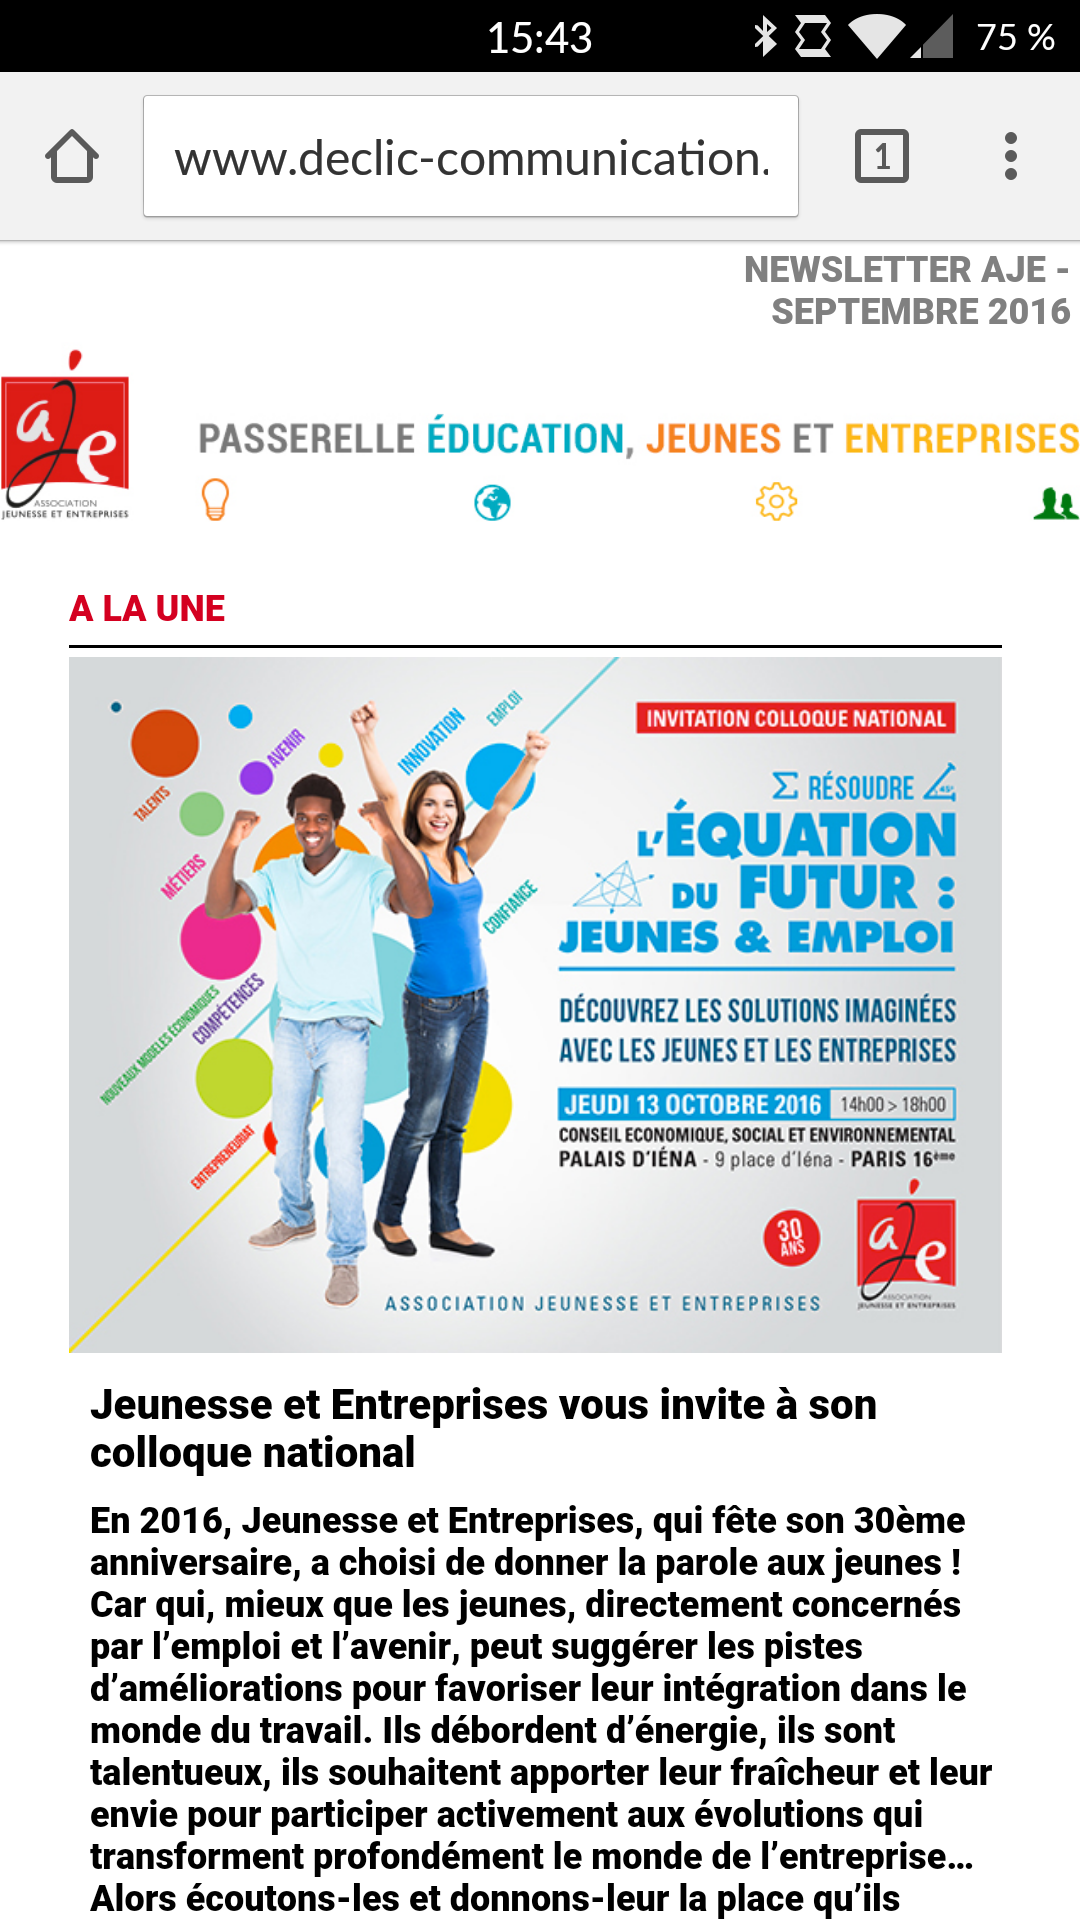 15:43
75 %
www.declic-communication.
1
NEWSLETTER AJE -
SEPTEMBRE 2016
aje
ASSOCIATION
JEUNESSE ET ENTREPRISES
PASSERELLE ÉDUCATION, JEUNES ET ENTREPRISES
A LA UNE
TALENTS
AVENIR
INNOVATION
EMPLOI
MÉTIERS
CONFIANCE
NOUVEAUX MODÈLES ÉCONOMIQUES
COMPÉTENCES
ENTREPRENEURIAT
INVITATION COLLOQUE NATIONAL
Σ RÉSOUDRE 45°
L'ÉQUATION
DU FUTUR :
JEUNES & EMPLOI
DÉCOUVREZ LES SOLUTIONS IMAGINÉES
AVEC LES JEUNES ET LES ENTREPRISES
JEUDI 13 OCTOBRE 2016 14h00 > 18h00
CONSEIL ECONOMIQUE, SOCIAL ET ENVIRONNEMENTAL
PALAIS D'IÉNA - 9 place d'Iéna - PARIS 16ème
30
ANS
aje
ASSOCIATION
JEUNESSE ET ENTREPRISES
ASSOCIATION JEUNESSE ET ENTREPRISES
Jeunesse et Entreprises vous invite à son
colloque national
En 2016, Jeunesse et Entreprises, qui fête son 30ème
anniversaire, a choisi de donner la parole aux jeunes !
Car qui, mieux que les jeunes, directement concernés
par l’emploi et l’avenir, peut suggérer les pistes
d’améliorations pour favoriser leur intégration dans le
monde du travail. Ils débordent d’énergie, ils sont
talentueux, ils souhaitent apporter leur fraîcheur et leur
envie pour participer activement aux évolutions qui
transforment profondément le monde de l’entreprise…
Alors écoutons-les et donnons-leur la place qu’ils